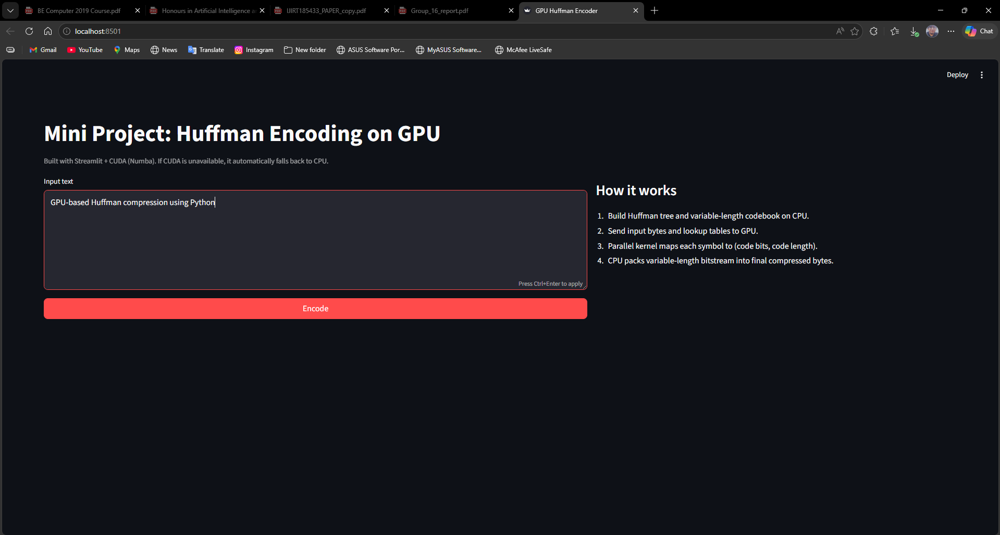 BE Computer 2019 Course.pdf
Honours in Artificial Intelligence a
IJIRT185433_PAPER_copy.pdf
Group_16_report.pdf
GPU Huffman Encoder
localhost:8501
Chat
Gmail
YouTube
Maps
News
Translate
Instagram
New folder
ASUS Software Por...
MyASUS Software...
McAfee LiveSafe
Deploy
Mini Project: Huffman Encoding on GPU
Built with Streamlit + CUDA (Numba). If CUDA is unavailable, it automatically falls back to CPU.
Input text
GPU-based Huffman compression using Python
Press Ctrl+Enter to apply
Encode
How it works
1. Build Huffman tree and variable-length codebook on CPU.
2. Send input bytes and lookup tables to GPU.
3. Parallel kernel maps each symbol to (code bits, code length).
4. CPU packs variable-length bitstream into final compressed bytes.